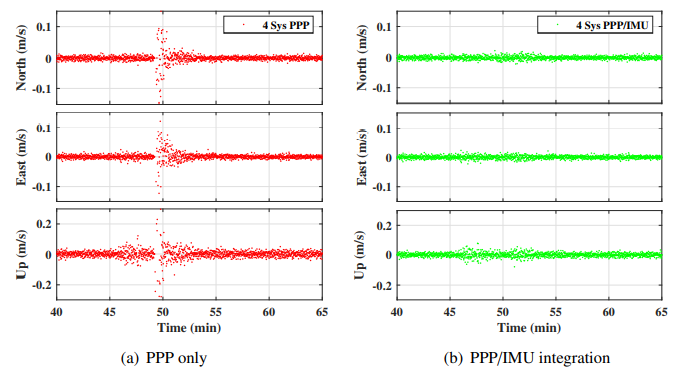 4 Sys PPP
North (m/s)
0.1
0
-0.1
East (m/s)
0.1
0
-0.1
Up (m/s)
0.2
0
-0.2
40 45 50 55 60 65
Time (min)
(a) PPP only
4 Sys PPP/IMU
North (m/s)
0.1
0
-0.1
East (m/s)
0.1
0
-0.1
Up (m/s)
0.2
0
-0.2
40 45 50 55 60 65
Time (min)
(b) PPP/IMU integration